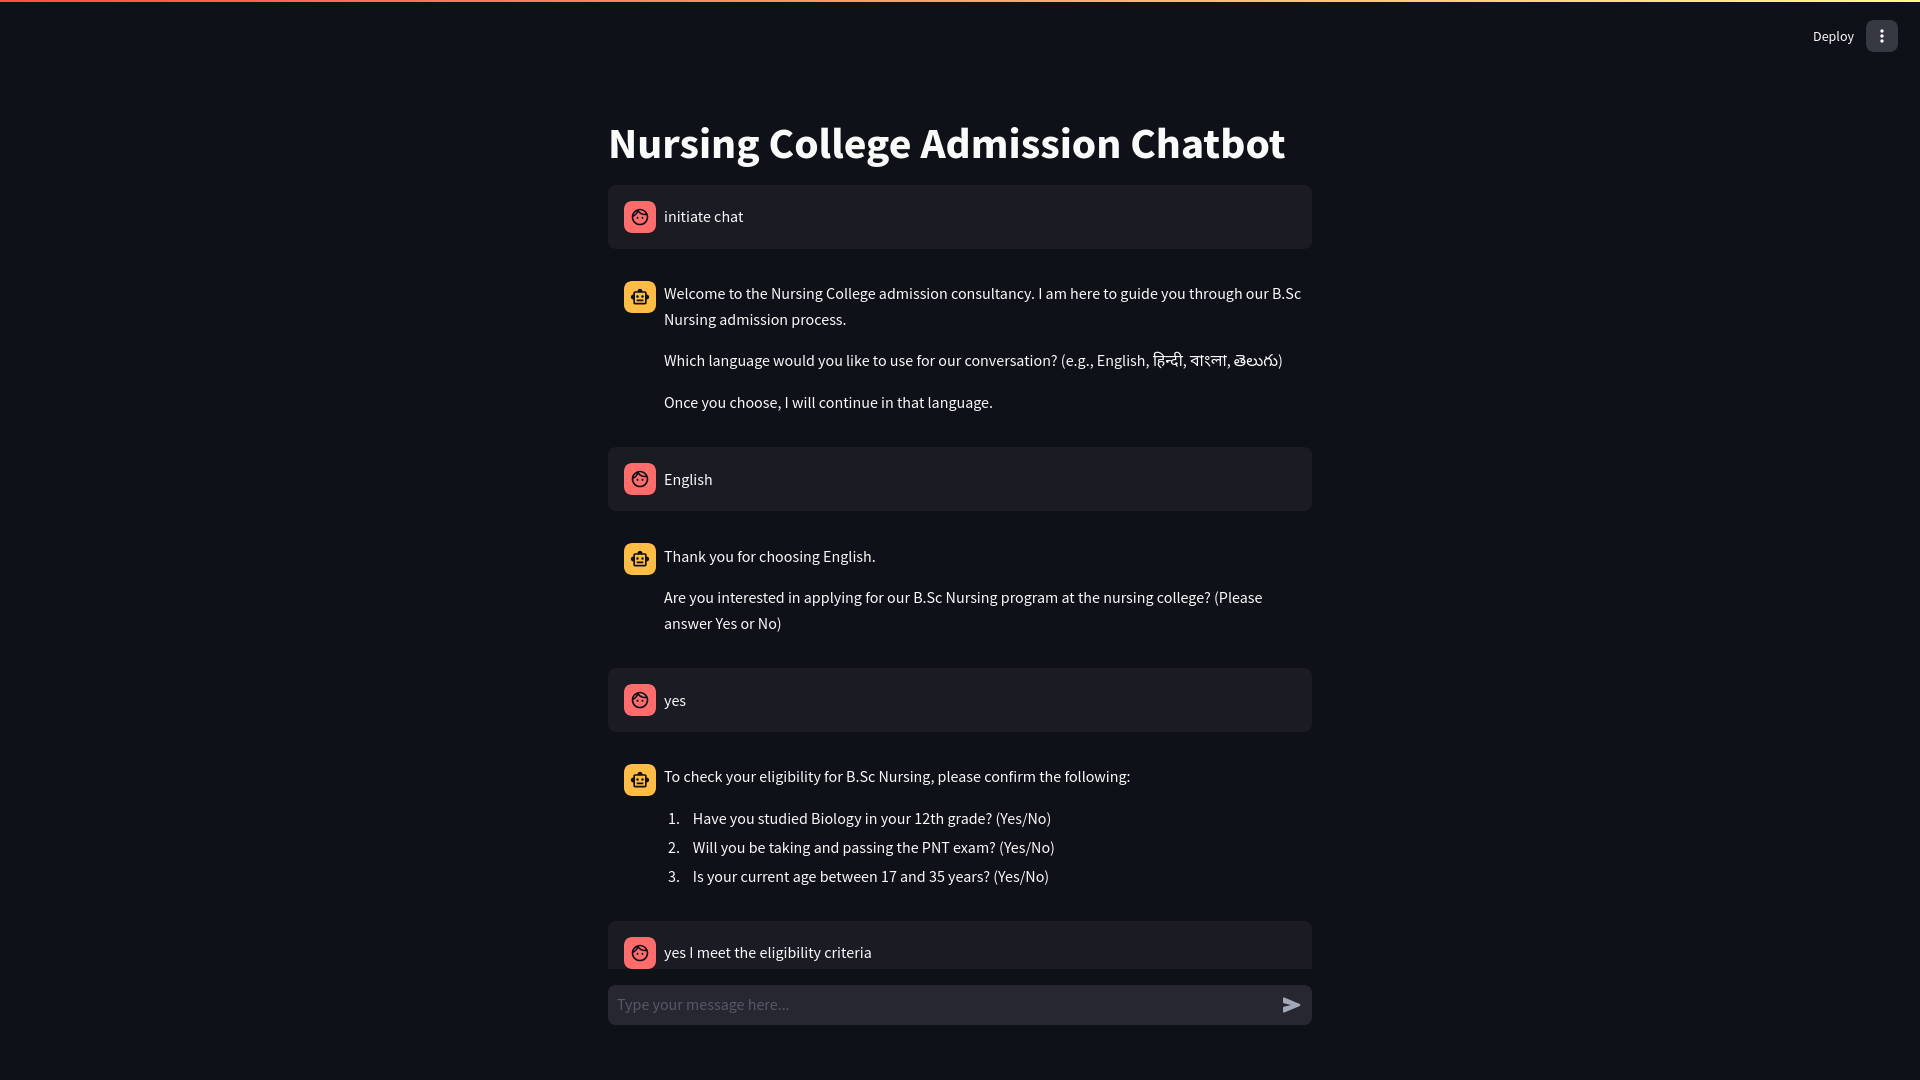 Deploy
Nursing College Admission Chatbot
initiate chat
Welcome to the Nursing College admission consultancy. I am here to guide you through our B.Sc
Nursing admission process.
Which language would you like to use for our conversation? (e.g., English, हिन्दी, বাংলা, తెలుగు)
Once you choose, I will continue in that language.
English
Thank you for choosing English.
Are you interested in applying for our B.Sc Nursing program at the nursing college? (Please
answer Yes or No)
yes
To check your eligibility for B.Sc Nursing, please confirm the following:
1. Have you studied Biology in your 12th grade? (Yes/No)
2. Will you be taking and passing the PNT exam? (Yes/No)
3. Is your current age between 17 and 35 years? (Yes/No)
yes I meet the eligibility criteria
Type your message here...